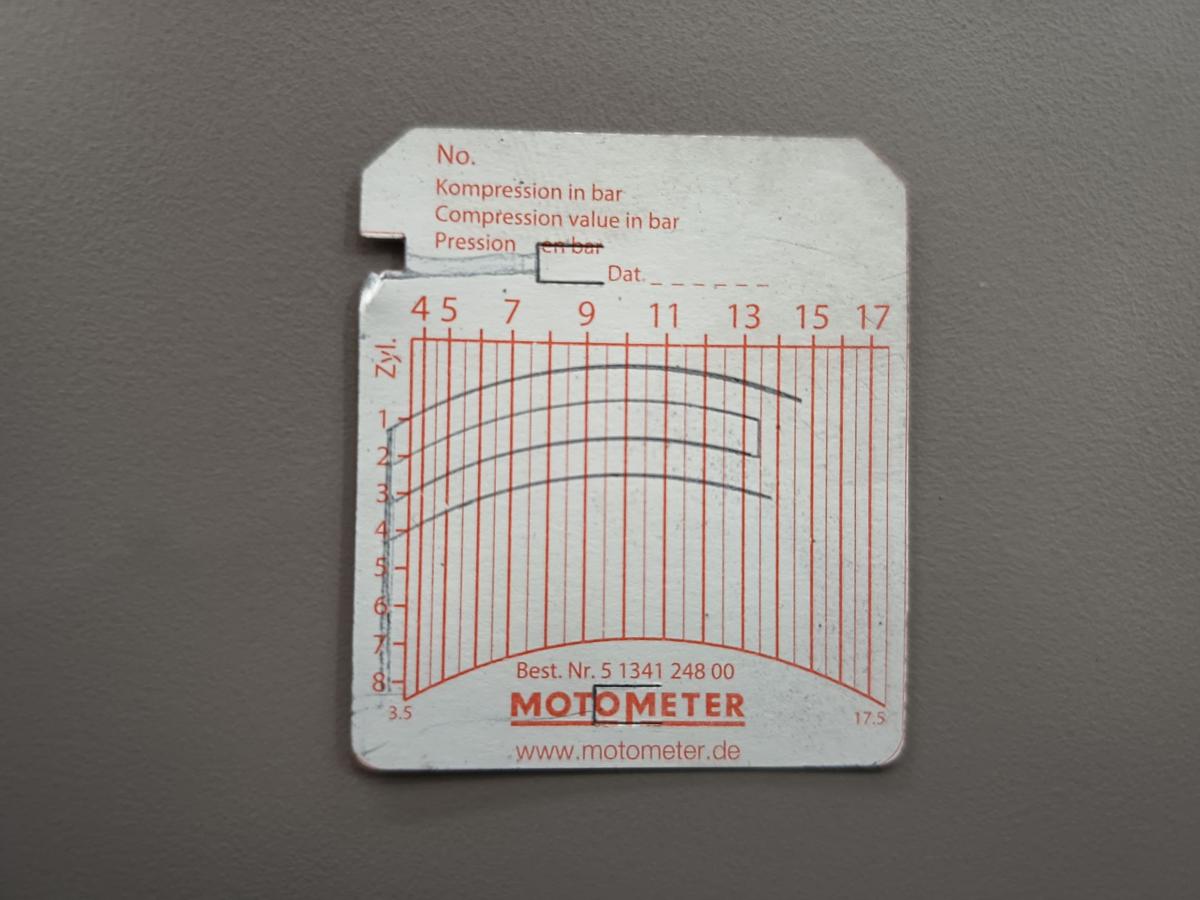 No.
Kompression in bar
Compression value in bar
Pression en bar
Dat. _ _ _ _ _ _
4 5 7 9 11 13 15 17
Zyl.
1
2
3
4
5
6
7
8
3.5 17.5
Best. Nr. 5 1341 248 00
MOTOMETER
www.motometer.de